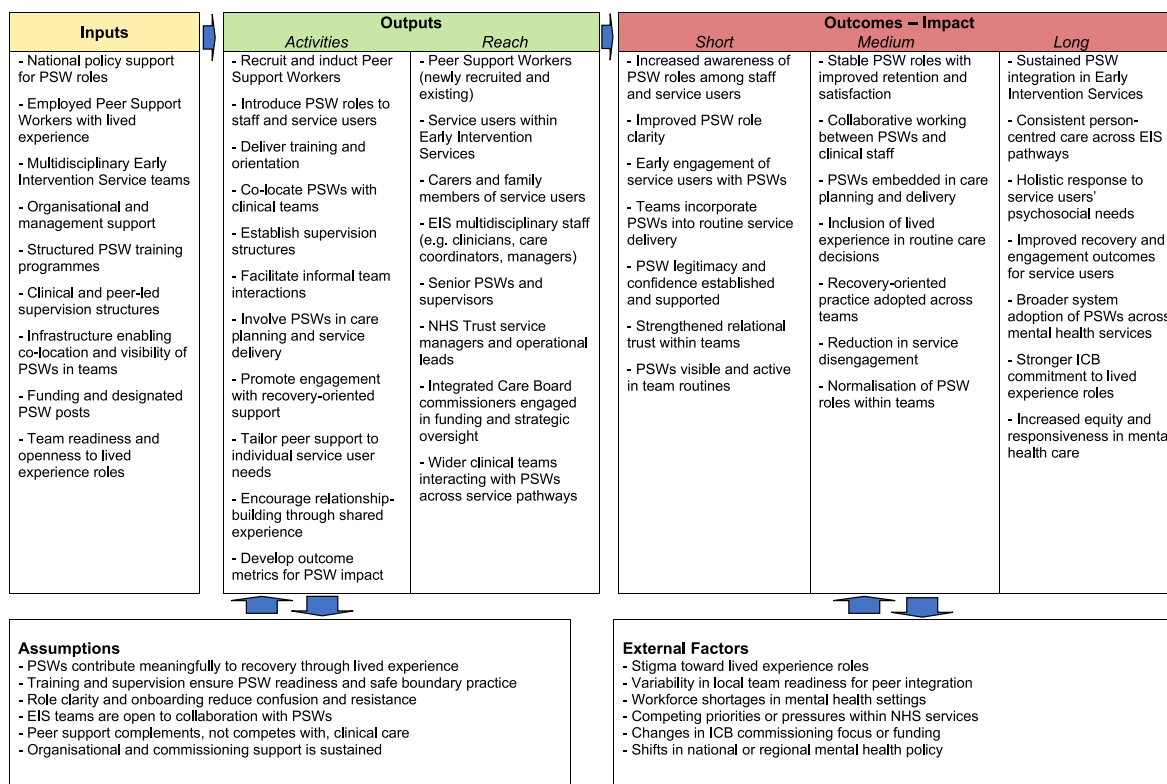 Inputs
- National policy support
for PSW roles
- Employed Peer Support
Workers with lived
experience
- Multidisciplinary Early
Intervention Service teams
- Organisational and
management support
- Structured PSW training
programmes
- Clinical and peer-led
supervision structures
- Infrastructure enabling
co-location and visibility of
PSWs in teams
- Funding and designated
PSW posts
- Team readiness and
openness to lived
experience roles
Outputs
Activities
- Recruit and induct Peer
Support Workers
- Introduce PSW roles to
staff and service users
- Deliver training and
orientation
- Co-locate PSWs with
clinical teams
- Establish supervision
structures
- Facilitate informal team
interactions
- Involve PSWs in care
planning and service
delivery
- Promote engagement
with recovery-oriented
support
- Tailor peer support to
individual service user
needs
- Encourage relationship-
building through shared
experience
- Develop outcome
metrics for PSW impact
Reach
- Peer Support Workers
(newly recruited and
existing)
- Service users within
Early Intervention
Services
- Carers and family
members of service users
- EIS multidisciplinary staff
(e.g. clinicians, care
coordinators, managers)
- Senior PSWs and
supervisors
- NHS Trust service
managers and operational
leads
- Integrated Care Board
commissioners engaged
in funding and strategic
oversight
- Wider clinical teams
interacting with PSWs
across service pathways
Outcomes – Impact
Short
- Increased awareness of
PSW roles among staff
and service users
- Improved PSW role
clarity
- Early engagement of
service users with PSWs
- Teams incorporate
PSWs into routine service
delivery
- PSW legitimacy and
confidence established
and supported
- Strengthened relational
trust within teams
- PSWs visible and active
in team routines
Medium
- Stable PSW roles with
improved retention and
satisfaction
- Collaborative working
between PSWs and
clinical staff
- PSWs embedded in care
planning and delivery
- Inclusion of lived
experience in routine care
decisions
- Recovery-oriented
practice adopted across
teams
- Reduction in service
disengagement
- Normalisation of PSW
roles within teams
Long
- Sustained PSW
integration in Early
Intervention Services
- Consistent person-
centred care across EIS
pathways
- Holistic response to
service users'
psychosocial needs
- Improved recovery and
engagement outcomes
for service users
- Broader system
adoption of PSWs across
mental health services
- Stronger ICB
commitment to lived
experience roles
- Increased equity and
responsiveness in mental
health care
Assumptions
- PSWs contribute meaningfully to recovery through lived experience
- Training and supervision ensure PSW readiness and safe boundary practice
- Role clarity and onboarding reduce confusion and resistance
- EIS teams are open to collaboration with PSWs
- Peer support complements, not competes with, clinical care
- Organisational and commissioning support is sustained
External Factors
- Stigma toward lived experience roles
- Variability in local team readiness for peer integration
- Workforce shortages in mental health settings
- Competing priorities or pressures within NHS services
- Changes in ICB commissioning focus or funding
- Shifts in national or regional mental health policy